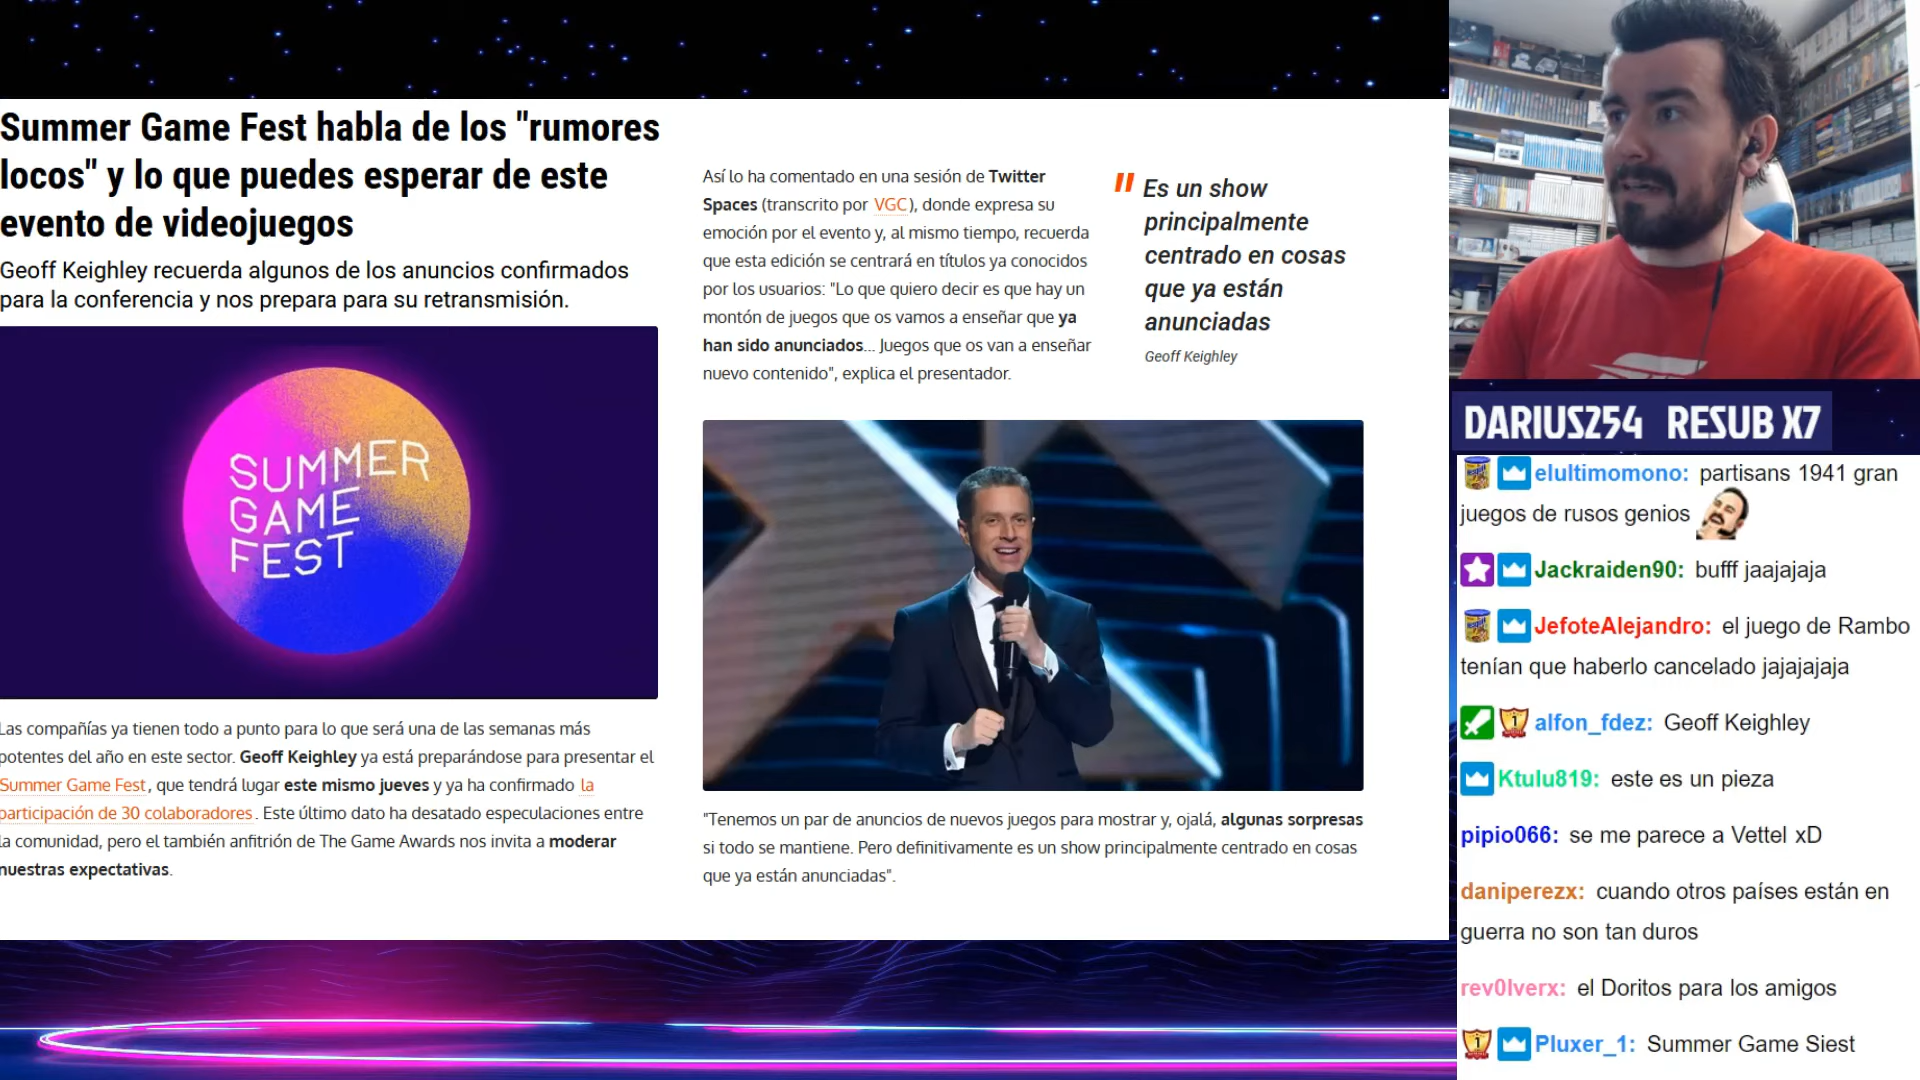 Summer Game Fest habla de los "rumores
locos" y lo que puedes esperar de este
evento de videojuegos
Geoff Keighley recuerda algunos de los anuncios confirmados
para la conferencia y nos prepara para su retransmisión.
SUMMER
GAME
FEST
Las compañías ya tienen todo a punto para lo que será una de las semanas más
potentes del año en este sector. Geoff Keighley ya está preparándose para presentar el
Summer Game Fest, que tendrá lugar este mismo jueves y ya ha confirmado la
participación de 30 colaboradores. Este último dato ha desatado especulaciones entre
la comunidad, pero el también anfitrión de The Game Awards nos invita a moderar
nuestras expectativas.
Así lo ha comentado en una sesión de Twitter
Spaces (transcrito por VGC), donde expresa su
emoción por el evento y, al mismo tiempo, recuerda
que esta edición se centrará en títulos ya conocidos
por los usuarios: "Lo que quiero decir es que hay un
montón de juegos que os vamos a enseñar que ya
han sido anunciados... Juegos que os van a enseñar
nuevo contenido", explica el presentador.
" Es un show
principalmente
centrado en cosas
que ya están
anunciadas
Geoff Keighley
"Tenemos un par de anuncios de nuevos juegos para mostrar y, ojalá, algunas sorpresas
si todo se mantiene. Pero definitivamente es un show principalmente centrado en cosas
que ya están anunciadas".
DARIUS254 RESUB X7
elultimomono: partisans 1941 gran
juegos de rusos genios
Jackraiden90: bufff jaajajaja
JefoteAlejandro: el juego de Rambo
tenían que haberlo cancelado jajajajaja
1 alfon_fdez: Geoff Keighley
Ktulu819: este es un pieza
pipio066: se me parece a Vettel xD
daniperezx: cuando otros países están en
guerra no son tan duros
rev0lverx: el Doritos para los amigos
1 Pluxer_1: Summer Game Siest